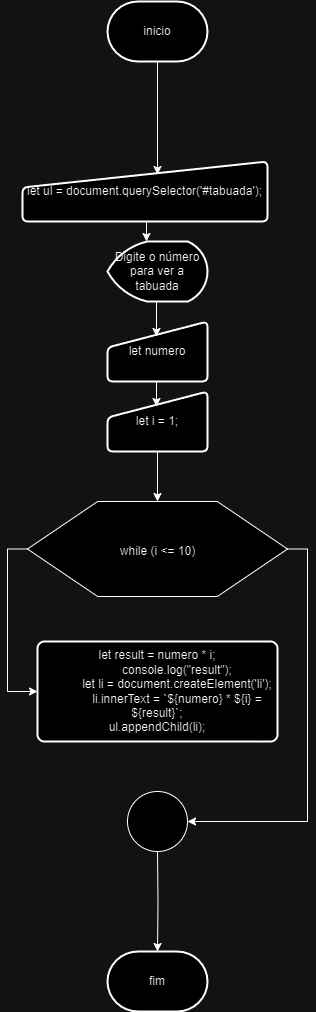 inicio
let ul = document.querySelector('#tabuada');
Digite o número
para ver a
tabuada
let numero
let i = 1;
while (i <= 10)
let result = numero * i;
console.log("result");
let li = document.createElement('li');
li.innerText = `${numero} * ${i} =
${result}`;
ul.appendChild(li);
fim